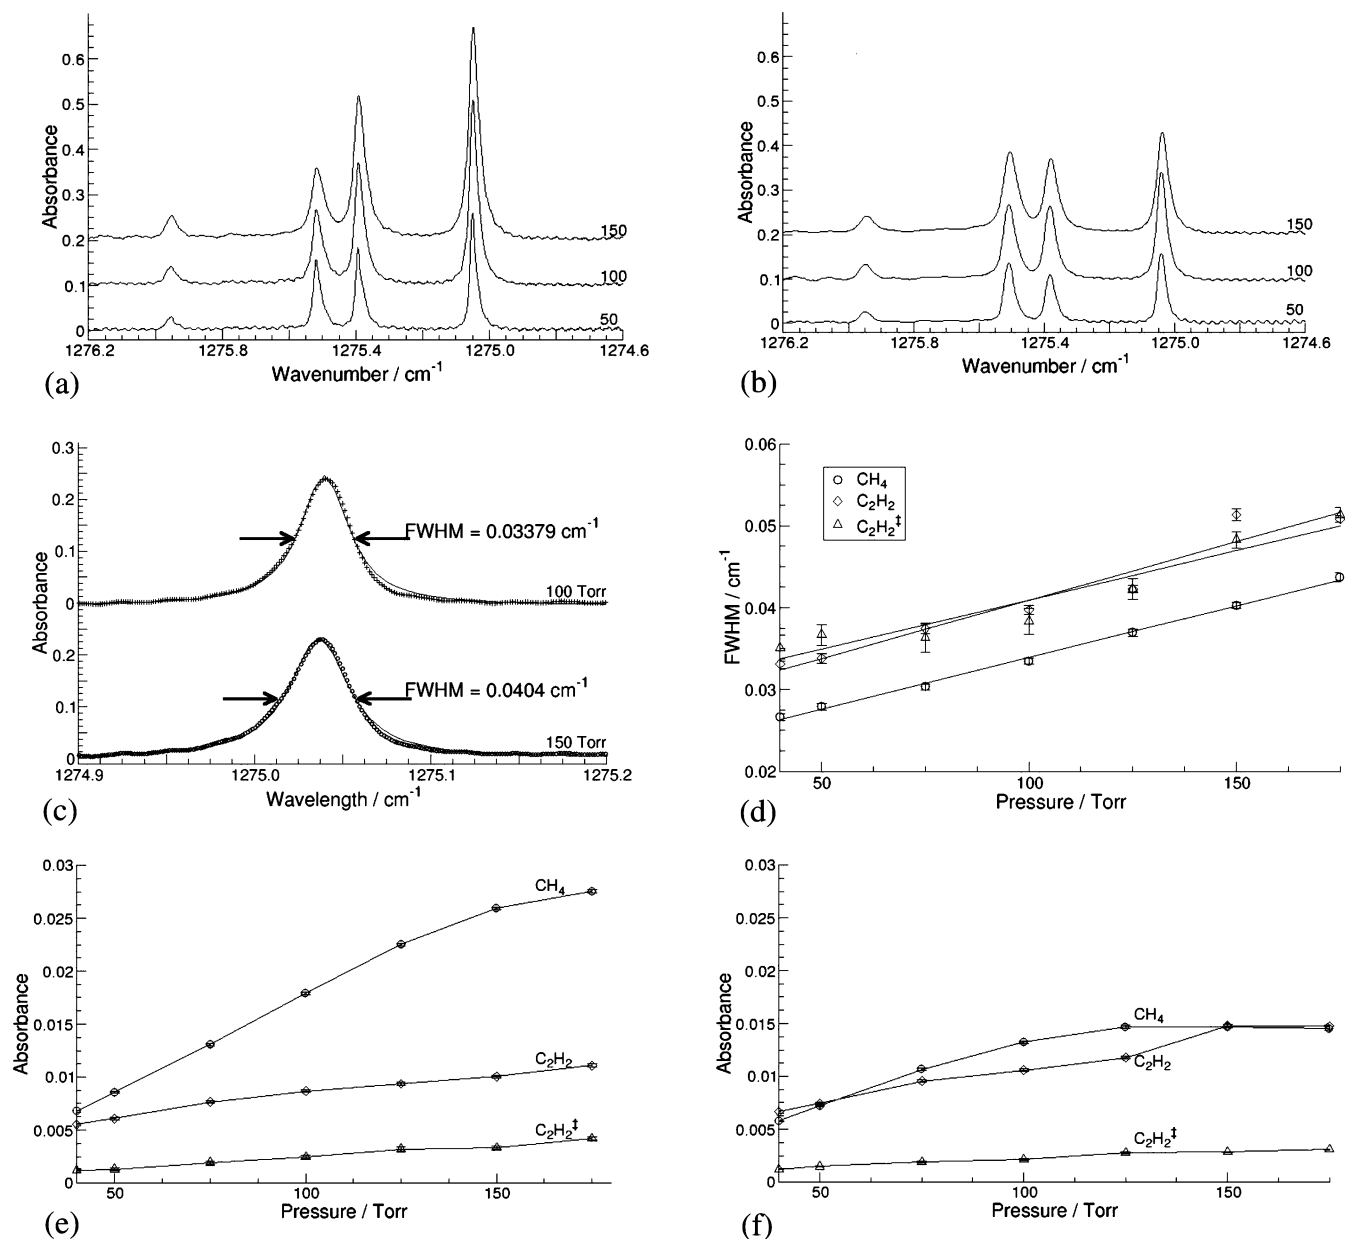 0.6
0.5
0.4
0.3
0.2
0.1
0
Absorbance
150
100
50
1276.2 1275.8 1275.4 1275.0 1274.6
Wavenumber / cm⁻¹
(a)
0.6
0.5
0.4
0.3
0.2
0.1
0
Absorbance
150
100
50
1276.2 1275.8 1275.4 1275.0 1274.6
Wavenumber / cm⁻¹
(b)
0.3
0.2
0.1
0
0.2
0.1
0
Absorbance
FWHM = 0.03379 cm⁻¹
100 Torr
FWHM = 0.0404 cm⁻¹
150 Torr
1274.9 1275.0 1275.1 1275.2
Wavelength / cm⁻¹
(c)
0.06
0.05
0.04
0.03
0.02
FWHM / cm⁻¹
CH₄
C₂H₂
C₂H₂‡
50 100 150
Pressure / Torr
(d)
0.03
0.025
0.02
0.015
0.01
0.005
0
Absorbance
CH₄
C₂H₂
C₂H₂‡
50 100 150
Pressure / Torr
(e)
0.03
0.025
0.02
0.015
0.01
0.005
0
Absorbance
CH₄
C₂H₂
C₂H₂‡
50 100 150
Pressure / Torr
(f)